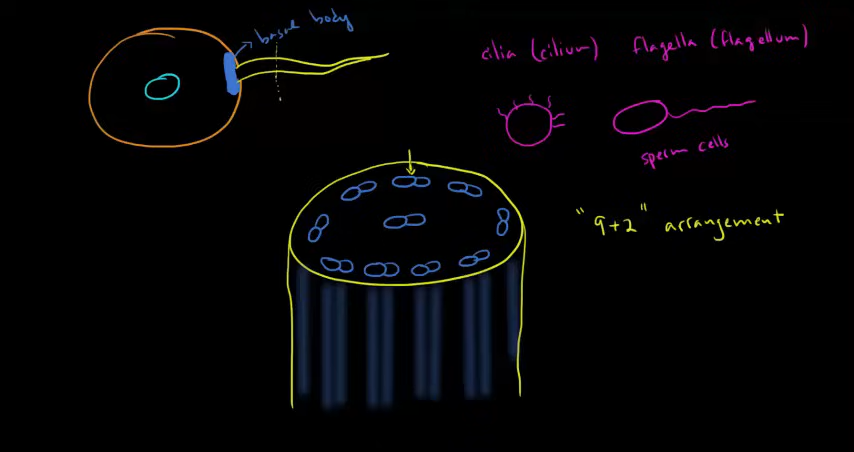 basal body
cilia (cilium) flagella (flagellum)
sperm cells
"9+2" arrangement